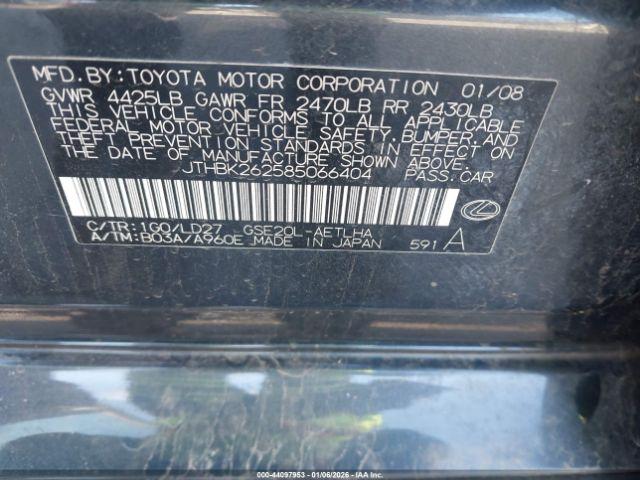 MFD. BY: TOYOTA MOTOR CORPORATION 01/08
GVWR 4425LB GAWR FR 2470LB RR 2430LB
THIS VEHICLE CONFORMS TO ALL APPLICABLE
FEDERAL MOTOR VEHICLE SAFETY, BUMPER AND
THEFT PREVENTION STANDARDS IN EFFECT ON
THE DATE OF MANUFACTURE SHOWN ABOVE.
JTHBK262585066404 PASS. CAR
C/TR: 1G0/LD27 GSE20L-AETLHA
A/TM: B03A/A960E MADE IN JAPAN 591 A
000-44097953 - 01/06/2026 - IAA Inc.